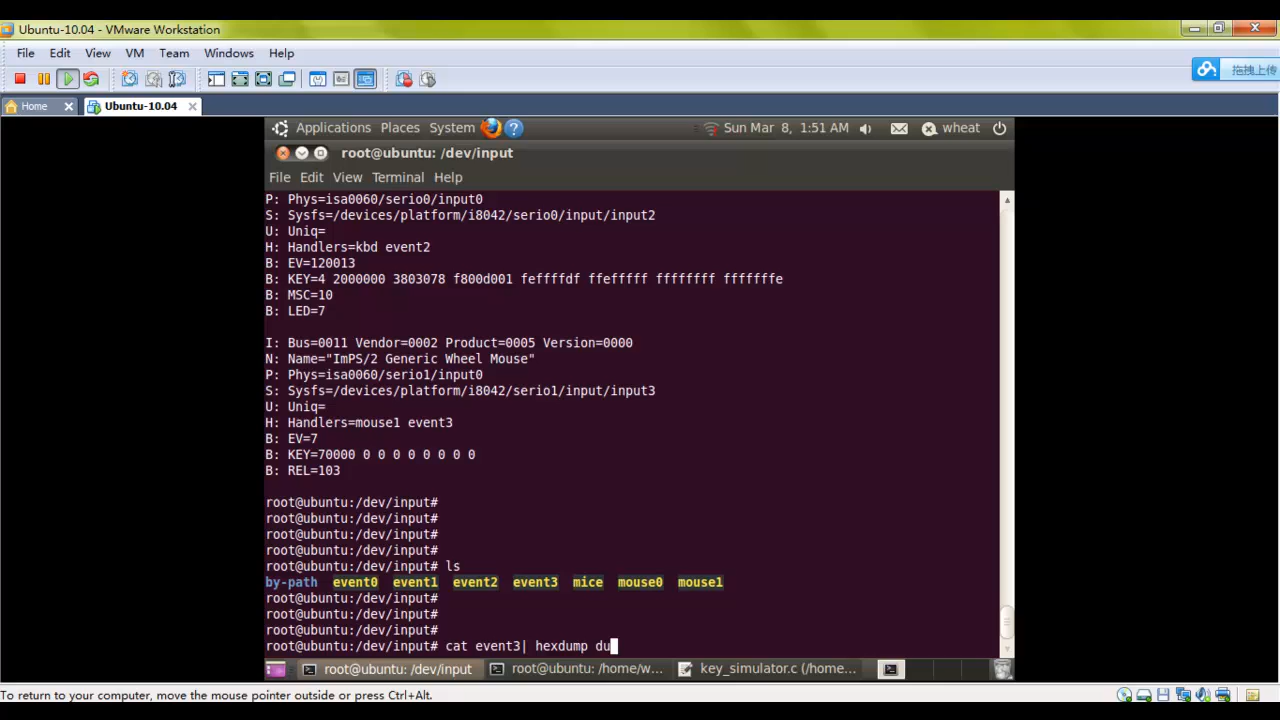 Ubuntu-10.04 - VMware Workstation
File Edit View VM Team Windows Help
拖拽上传
Home Ubuntu-10.04
Applications Places System Sun Mar 8, 1:51 AM wheat
root@ubuntu: /dev/input
File Edit View Terminal Help
P: Phys=isa0060/serio0/input0
S: Sysfs=/devices/platform/i8042/serio0/input/input2
U: Uniq=
H: Handlers=kbd event2
B: EV=120013
B: KEY=4 2000000 3803078 f800d001 feffffdf ffefffff ffffffff fffffffe
B: MSC=10
B: LED=7
I: Bus=0011 Vendor=0002 Product=0005 Version=0000
N: Name="ImPS/2 Generic Wheel Mouse"
P: Phys=isa0060/serio1/input0
S: Sysfs=/devices/platform/i8042/serio1/input/input3
U: Uniq=
H: Handlers=mouse1 event3
B: EV=7
B: KEY=70000 0 0 0 0 0 0 0 0
B: REL=103
root@ubuntu:/dev/input#
root@ubuntu:/dev/input#
root@ubuntu:/dev/input#
root@ubuntu:/dev/input#
root@ubuntu:/dev/input# ls
by-path event0 event1 event2 event3 mice mouse0 mouse1
root@ubuntu:/dev/input#
root@ubuntu:/dev/input#
root@ubuntu:/dev/input#
root@ubuntu:/dev/input# cat event3| hexdump du
root@ubuntu: /dev/input root@ubuntu: /home/w... key_simulator.c (/home...
To return to your computer, move the mouse pointer outside or press Ctrl+Alt.